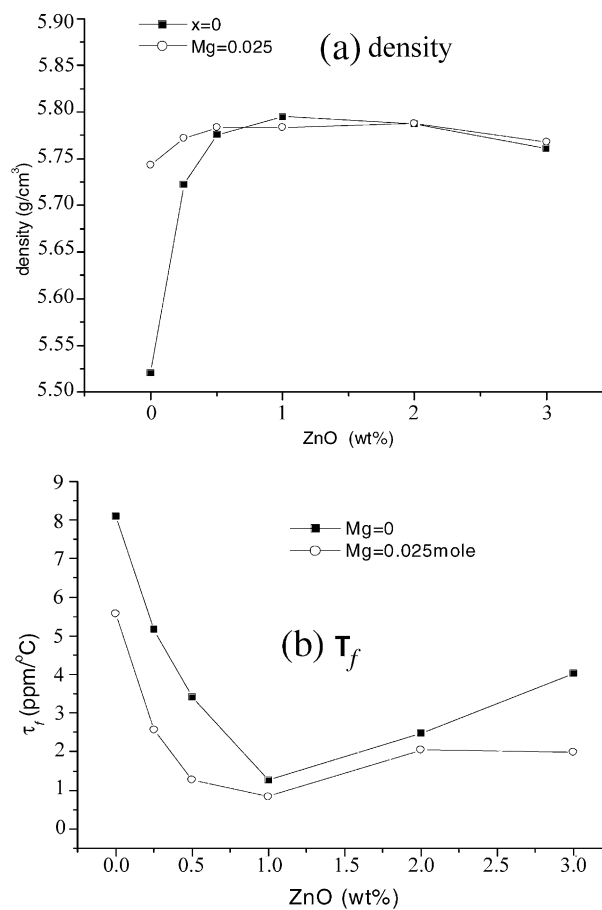 x=0
Mg=0.025
(a) density
5.90
5.85
5.80
5.75
5.70
5.65
5.60
5.55
5.50
density (g/cm³)
0 1 2 3
ZnO (wt%)
9
8
7
6
5
4
3
2
1
0
Mg=0
Mg=0.025mole
(b) τf
τf (ppm/°C)
0.0 0.5 1.0 1.5 2.0 2.5 3.0
ZnO (wt%)